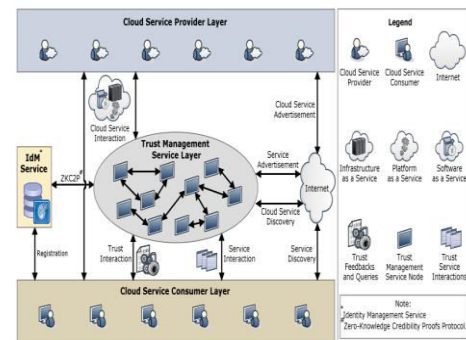 Cloud Service Provider Layer
Cloud Service
Interaction
Cloud Service
Advertisement
Trust Management
Service Layer
IdM*
Service
ZKC2P#
Service
Advertisement
Internet
Cloud Service
Discovery
Registration
Trust
Interaction
Service
Interaction
Service
Discovery
Cloud Service Consumer Layer
Legend
Cloud Service
Provider
Cloud Service
Consumer
Internet
Infrastructure
as a Service
Platform
as a Service
Software
as a Service
Trust
Feedbacks
and Queries
Trust
Management
Service Node
Trust
Service
Interactions
Note:
*Identity Management Service
#Zero-Knowledge Credibility Proofs Protocol